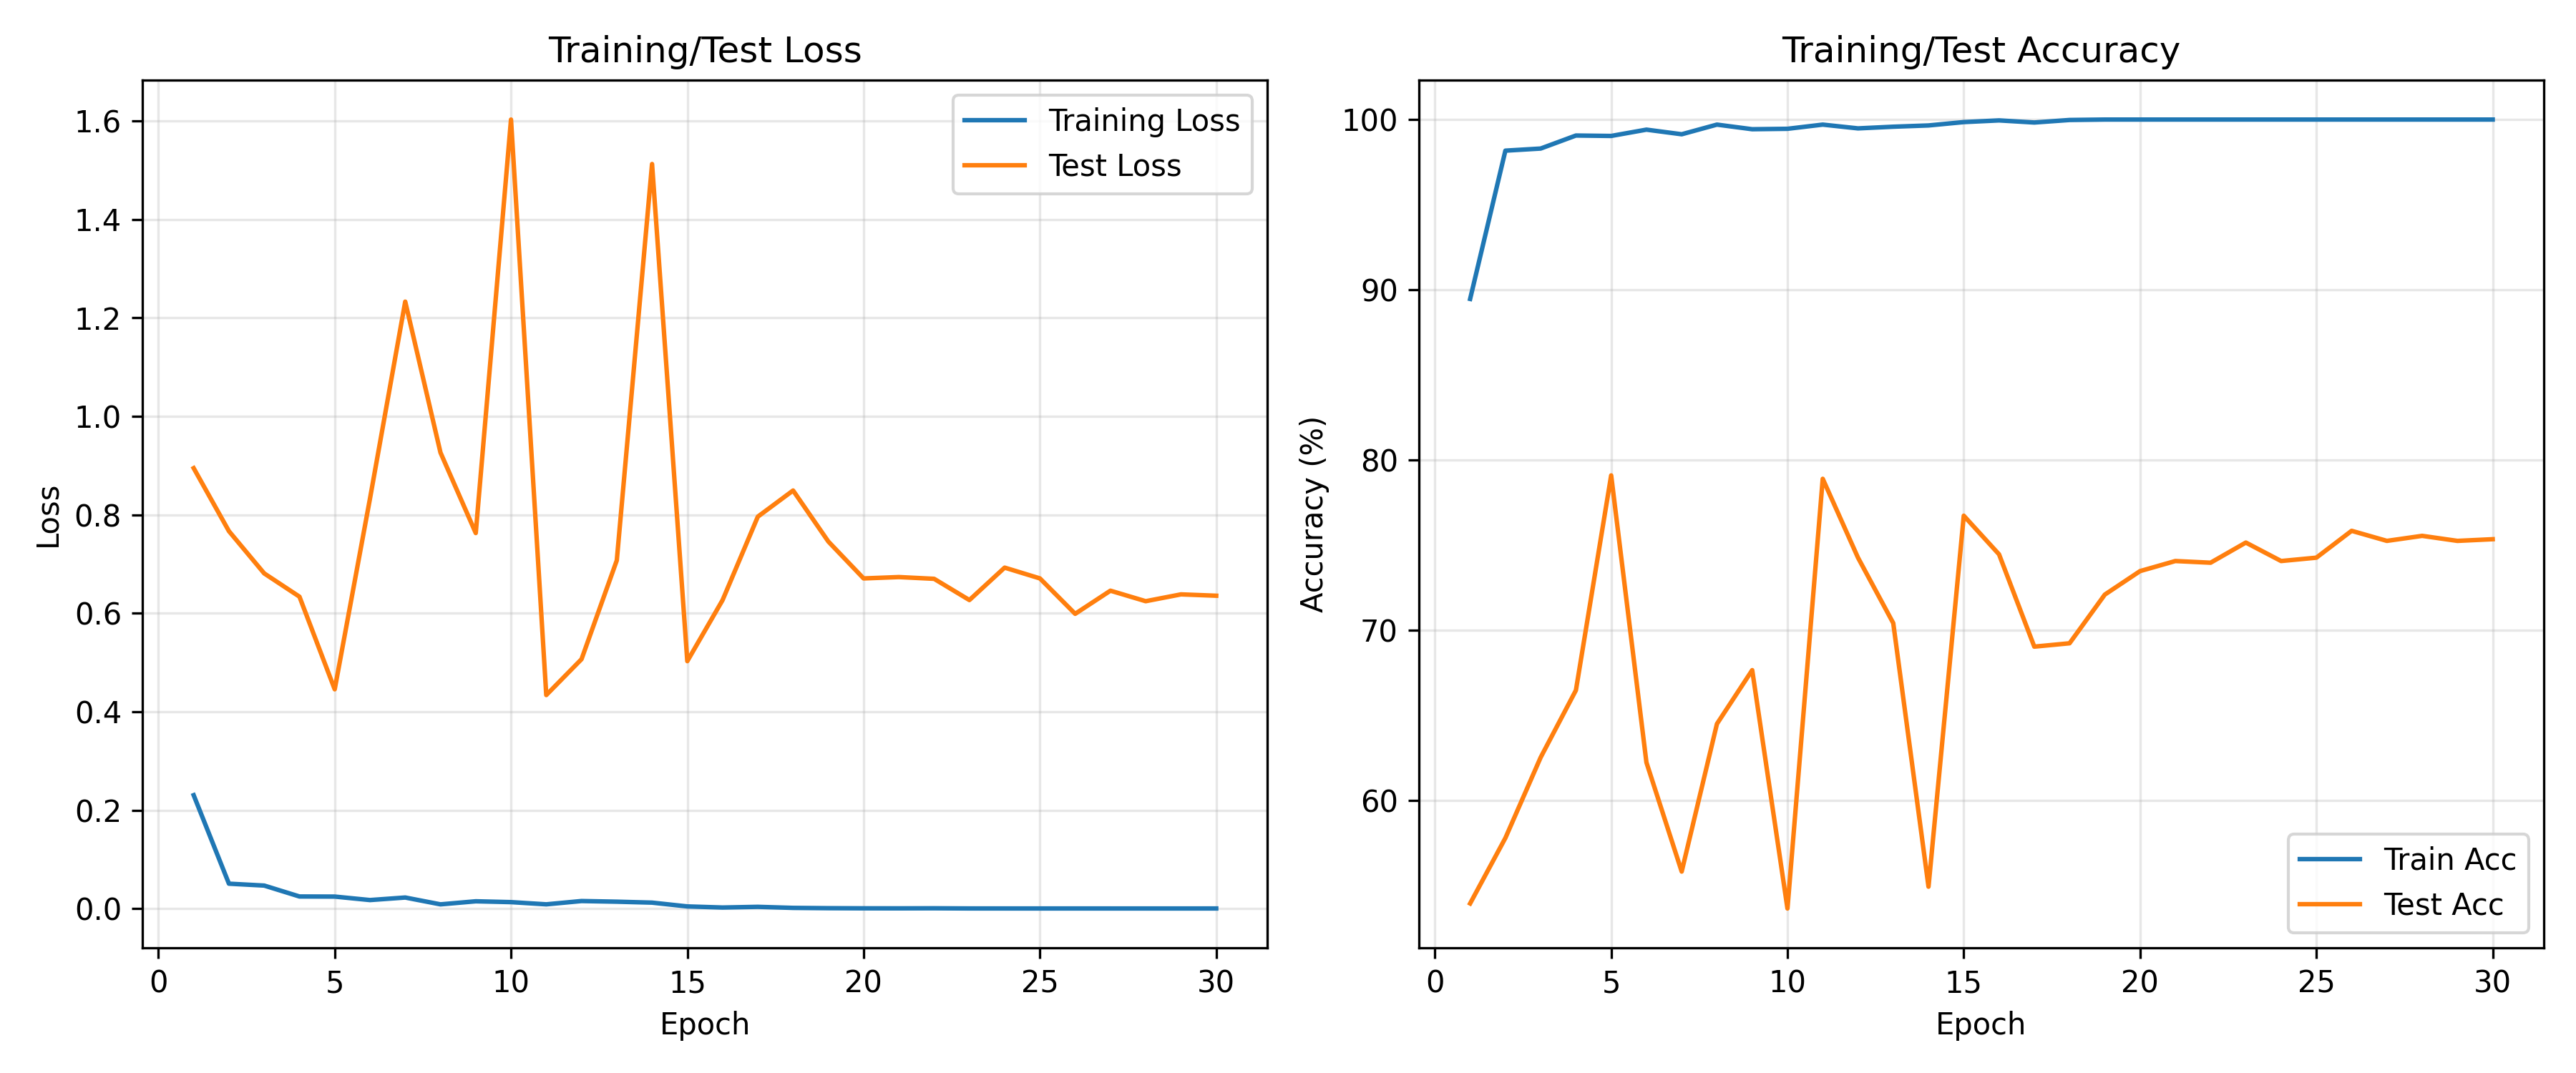 Training/Test Loss
1.6
1.4
1.2
1.0
0.8
0.6
0.4
0.2
0.0
Loss
0 5 10 15 20 25 30
Epoch
Training Loss
Test Loss
Training/Test Accuracy
100
90
80
70
60
Accuracy (%)
0 5 10 15 20 25 30
Epoch
Train Acc
Test Acc